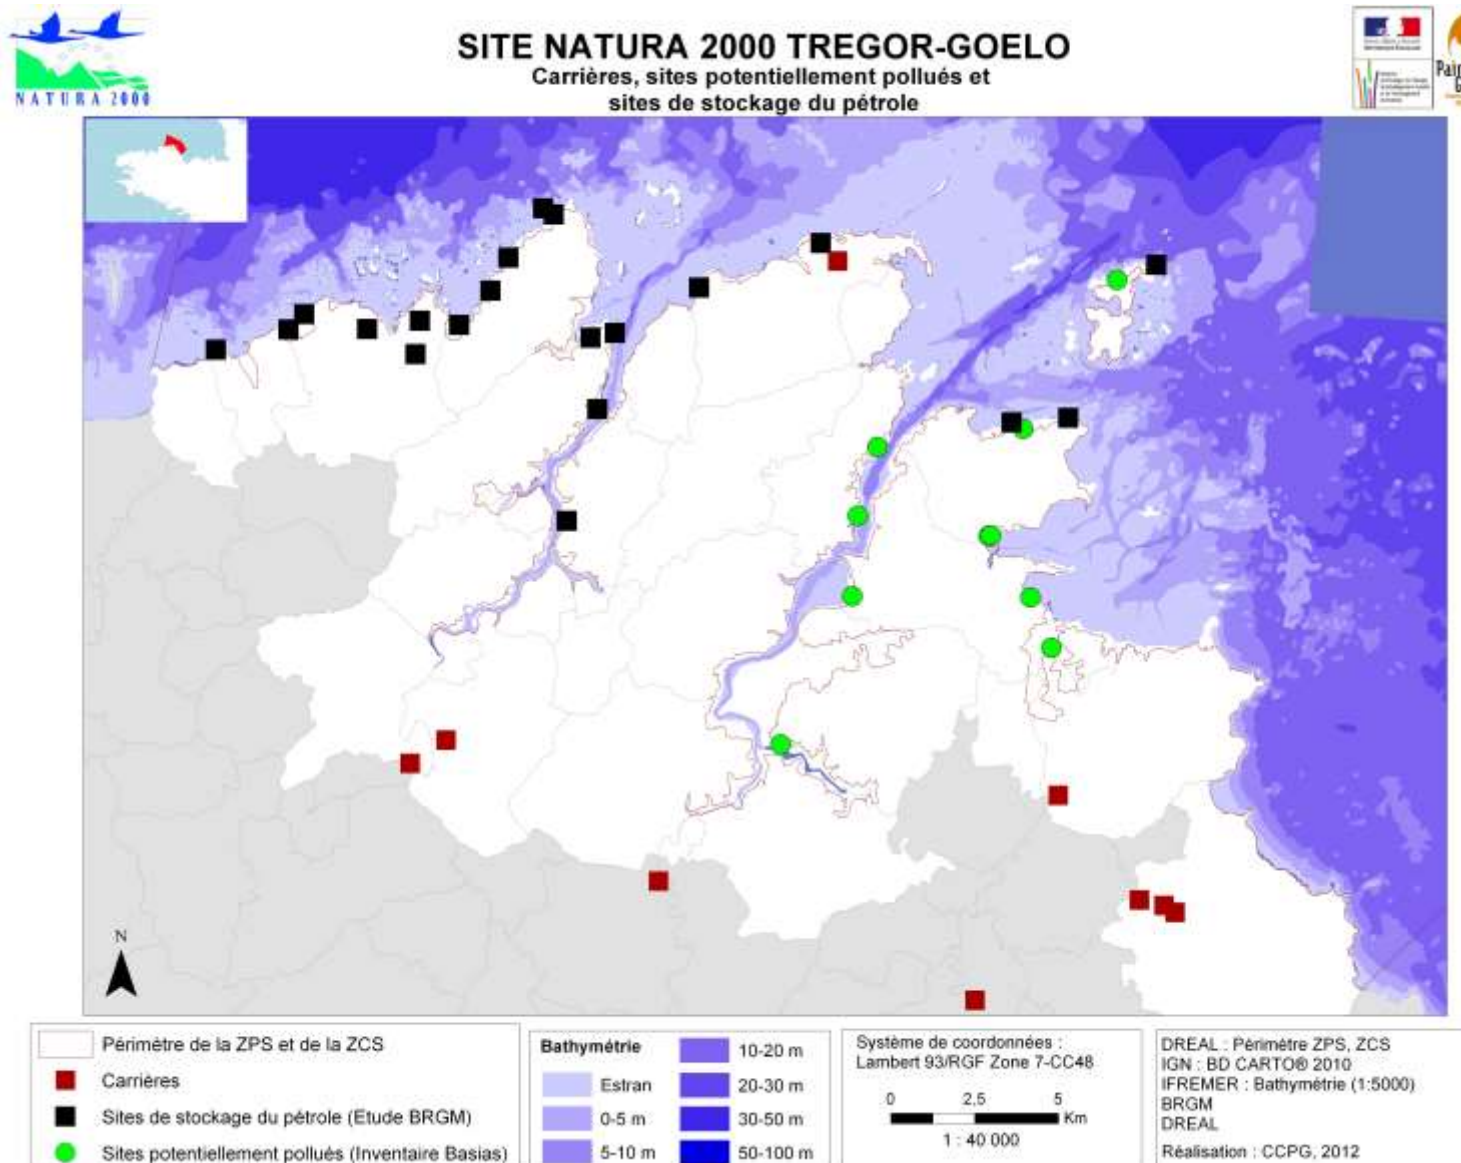 NATURA 2000
SITE NATURA 2000 TREGOR-GOELO
Carrières, sites potentiellement pollués et
sites de stockage du pétrole
N
Périmètre de la ZPS et de la ZCS
Carrières
Sites de stockage du pétrole (Etude BRGM)
Sites potentiellement pollués (Inventaire Basias)
Bathymétrie
Estran
0-5 m
5-10 m
10-20 m
20-30 m
30-50 m
50-100 m
Système de coordonnées :
Lambert 93/RGF Zone 7-CC48
0 2,5 5
Km
1 : 40 000
DREAL : Périmètre ZPS, ZCS
IGN : BD CARTO® 2010
IFREMER : Bathymétrie (1:5000)
BRGM
DREAL
Réalisation : CCPG, 2012